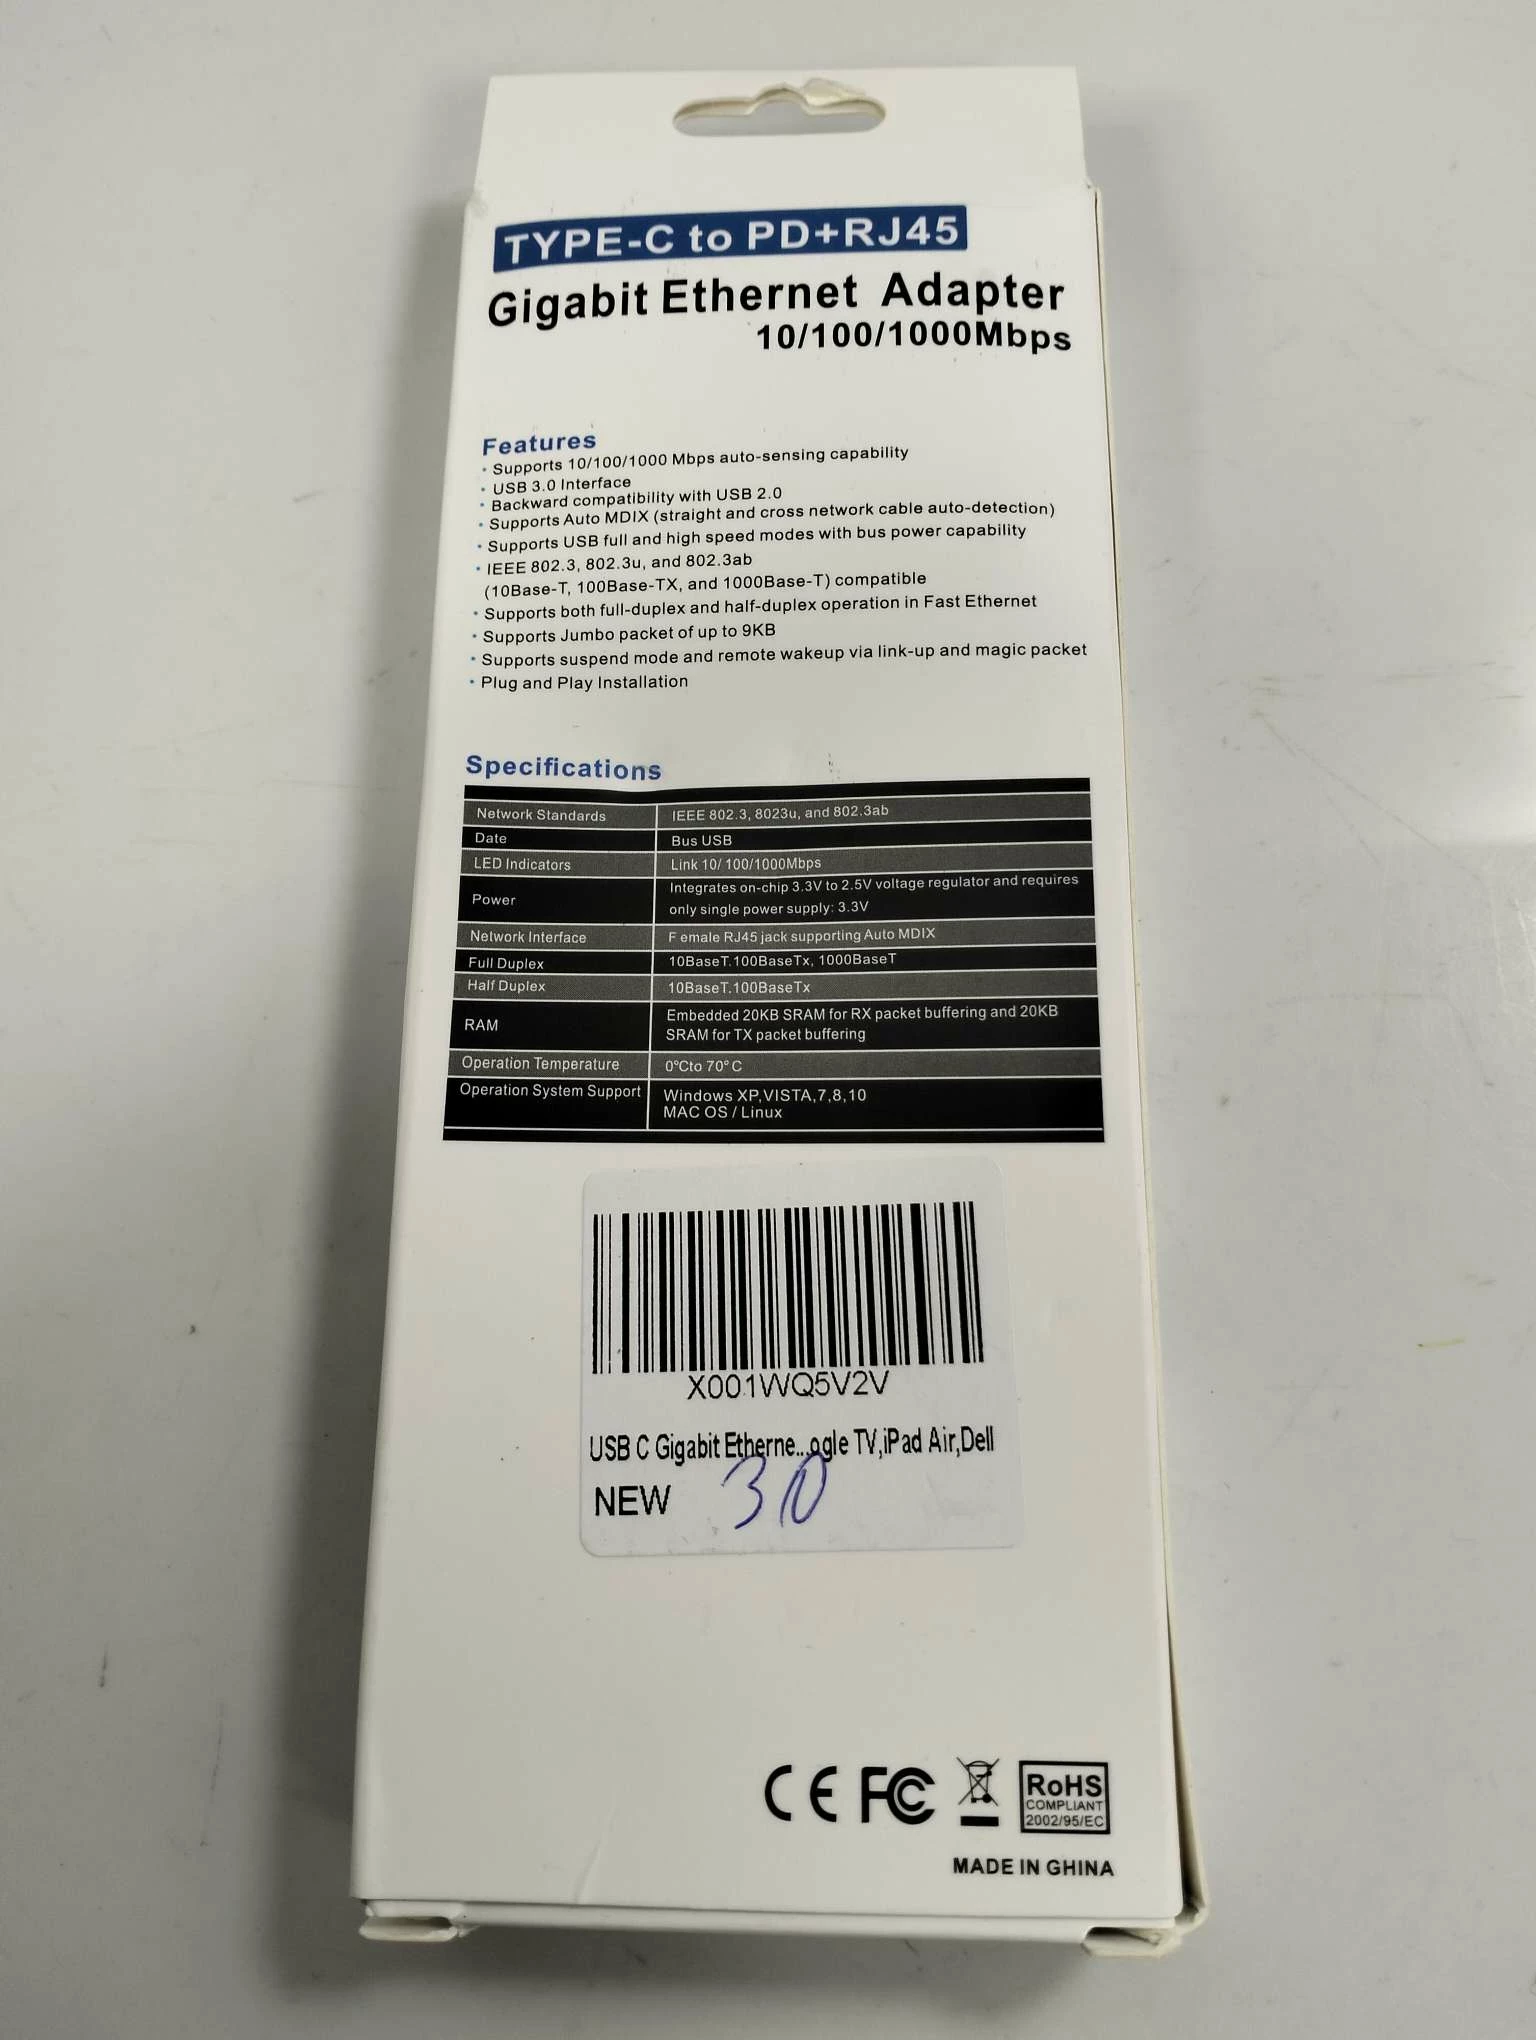 TYPE-C to PD+RJ45
Gigabit Ethernet Adapter
10/100/1000Mbps
Features
• Supports 10/100/1000 Mbps auto-sensing capability
• USB 3.0 Interface
• Backward compatibility with USB 2.0
• Supports Auto MDIX (straight and cross network cable auto-detection)
• Supports USB full and high speed modes with bus power capability
• IEEE 802.3, 802.3u, and 802.3ab
(10Base-T, 100Base-TX, and 1000Base-T) compatible
• Supports both full-duplex and half-duplex operation in Fast Ethernet
• Supports Jumbo packet of up to 9KB
• Supports suspend mode and remote wakeup via link-up and magic packet
• Plug and Play Installation
Specifications
Network Standards IEEE 802.3, 8023u, and 802.3ab
Date Bus USB
LED Indicators Link 10/ 100/1000Mbps
Power Integrates on-chip 3.3V to 2.5V voltage regulator and requires
only single power supply: 3.3V
Network Interface F emale RJ45 jack supporting Auto MDIX
Full Duplex 10BaseT.100BaseTx, 1000BaseT
Half Duplex 10BaseT.100BaseTx
RAM Embedded 20KB SRAM for RX packet buffering and 20KB
SRAM for TX packet buffering
Operation Temperature 0°Cto 70° C
Operation System Support Windows XP,VISTA,7,8,10
MAC OS / Linux
X001WQ5V2V
USB C Gigabit Etherne...ogle TV,iPad Air,Dell
NEW 30
CE FC RoHS
COMPLIANT
2002/95/EC
MADE IN GHINA